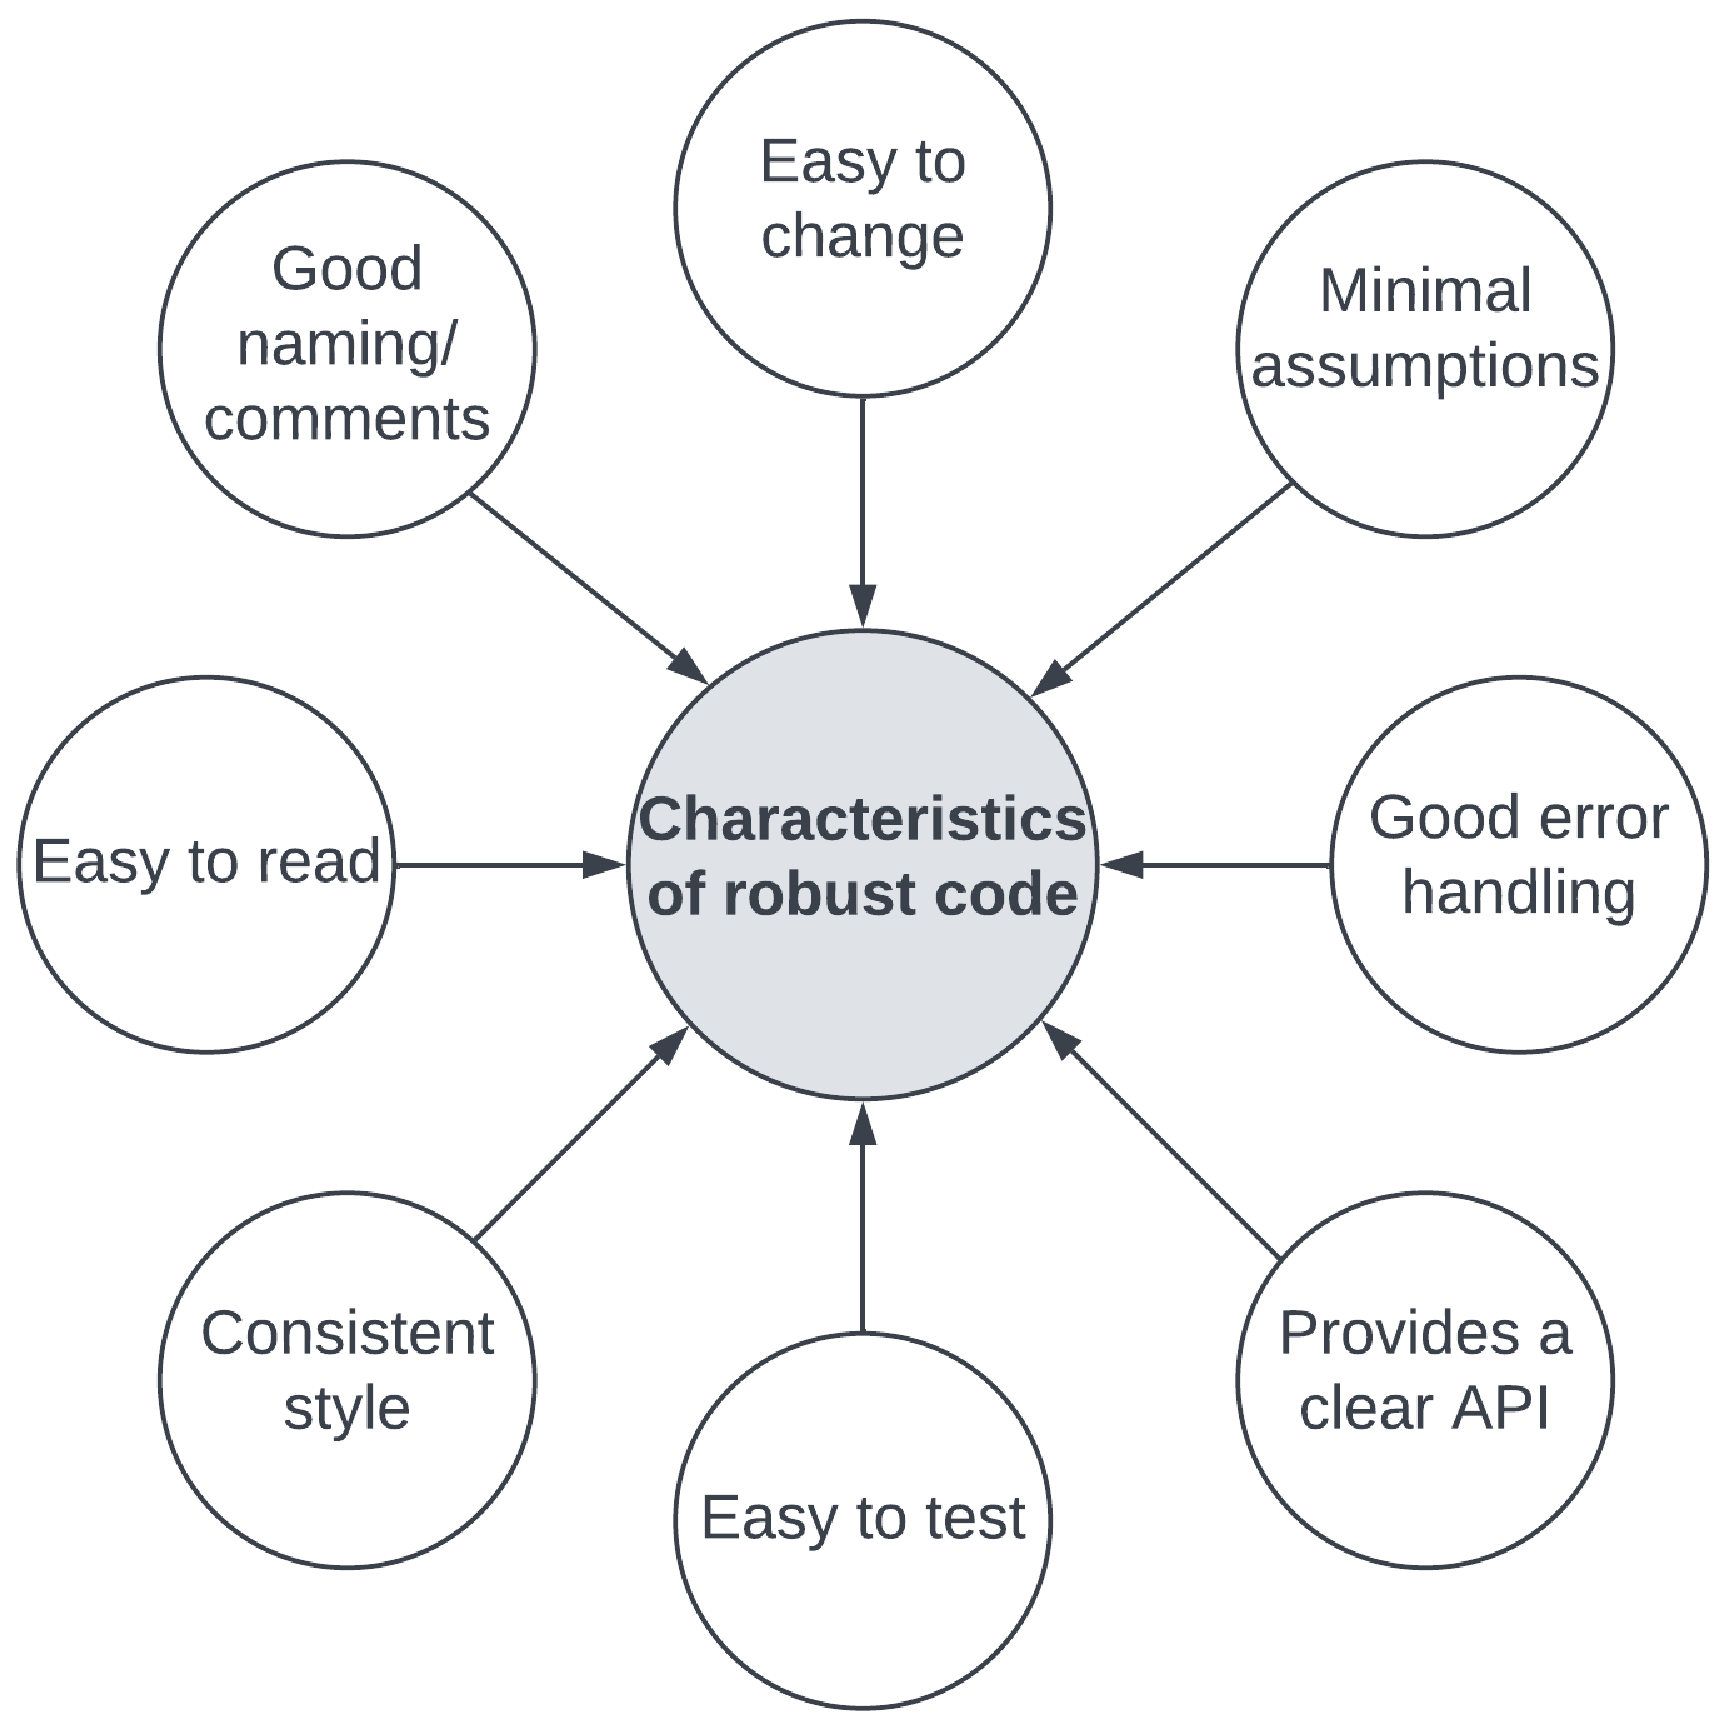 Easy to
change
Good
naming/
comments
Minimal
assumptions
Easy to read
Characteristics
of robust code
Good error
handling
Consistent
style
Provides a
clear API
Easy to test